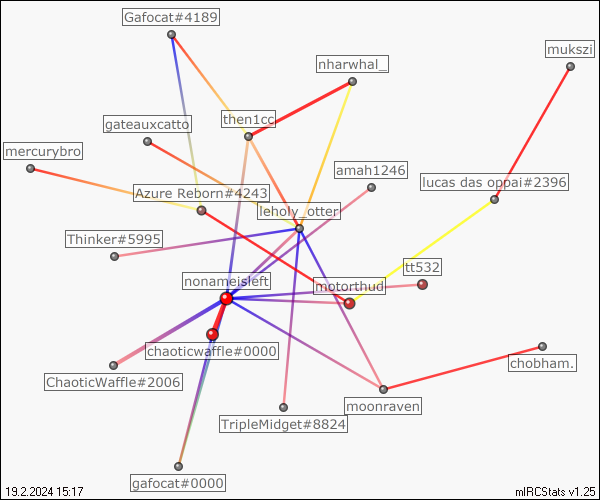 Gafocat#4189
mukszi
nharwhal_
then1cc
gateauxcatto
mercurybro
amah1246
lucas das oppai#2396
Azure Reborn#4243
leholy_otter
Thinker#5995
tt532
nonameisleft
motorthud
chaoticwaffle#0000
chobham.
ChaoticWaffle#2006
moonraven
TripleMidget#8824
gafocat#0000
19.2.2024 15:17
mIRCStats v1.25